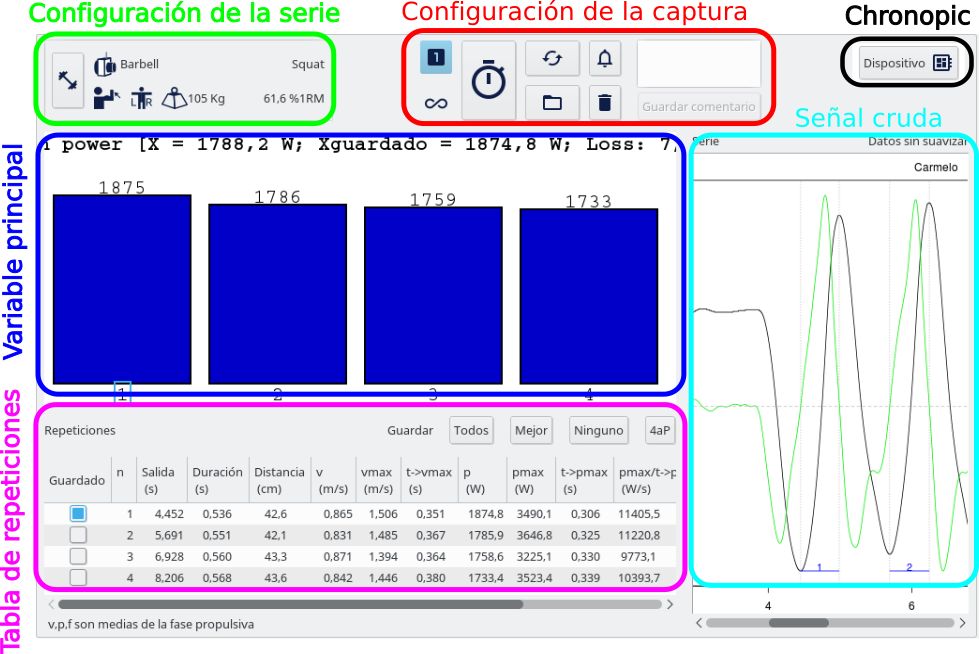 Configuración de la serie
Configuración de la captura
Chronopic
Barbell
Squat
L R
105 Kg
61,6 %1RM
1
∞
Guardar comentario
Dispositivo
Señal cruda
Variable principal
power [X = 1788,2 W; Xguardado = 1874,8 W; Loss: 7,
1875
1786
1759
1733
1
2
3
4
Serie
Datos sin suavizar
Carmelo
1
2
4
6
Tabla de repeticiones
Repeticiones
Guardar
Todos
Mejor
Ninguno
4aP
Guardado n Salida (s) Duración (s) Distancia (cm) v (m/s) vmax (m/s) t->vmax (s) p (W) pmax (W) t->pmax (s) pmax/t->p (W/s)
1 4,452 0,536 42,6 0,865 1,506 0,351 1874,8 3490,1 0,306 11405,5
2 5,691 0,551 42,1 0,831 1,485 0,367 1785,9 3646,8 0,325 11220,8
3 6,928 0,560 43,3 0,871 1,394 0,364 1758,6 3225,1 0,330 9773,1
4 8,206 0,568 43,6 0,842 1,446 0,380 1733,4 3523,4 0,339 10393,7
v,p,f son medias de la fase propulsiva